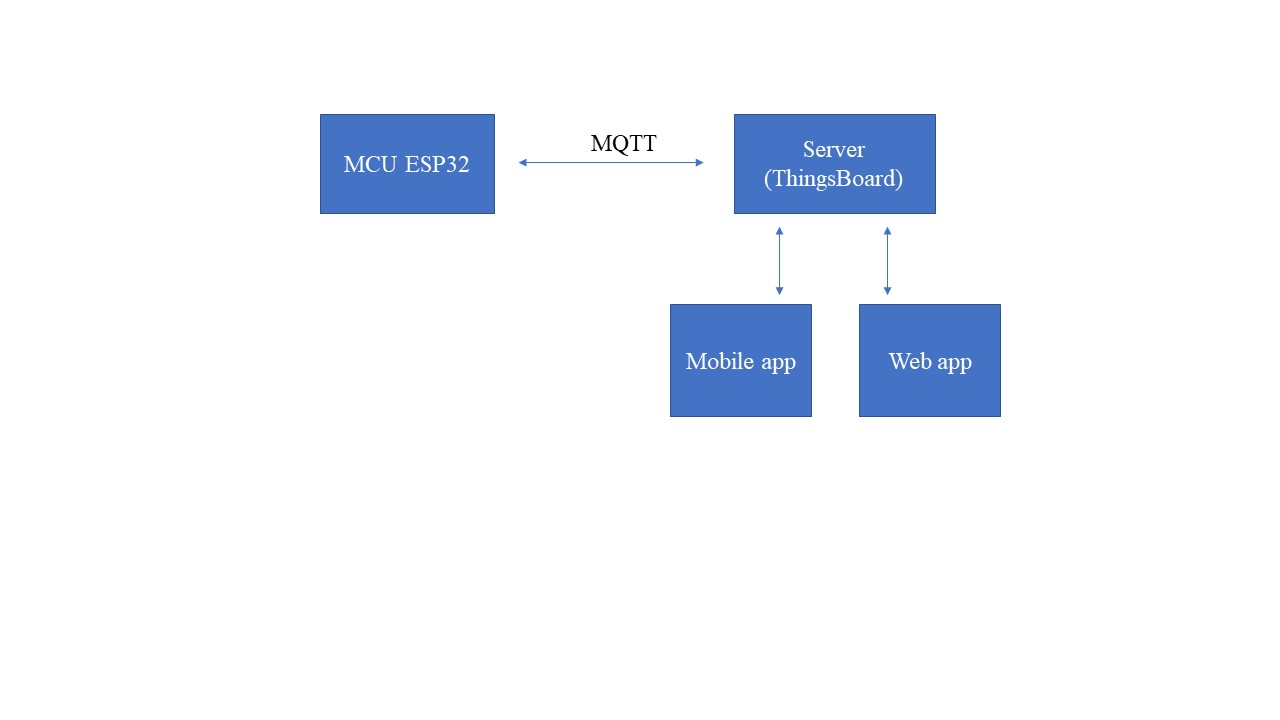 MCU ESP32
MQTT
Server
(ThingsBoard)
Mobile app
Web app